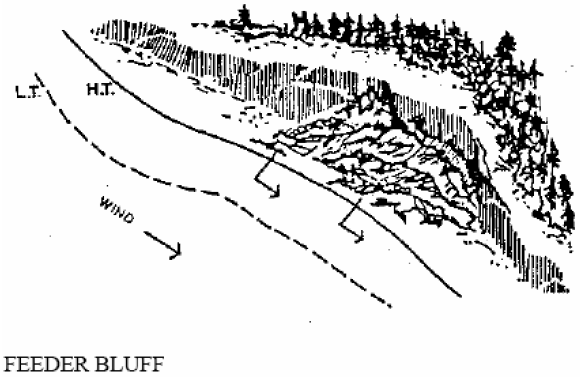 L.T.
H.T.
WIND
FEEDER BLUFF